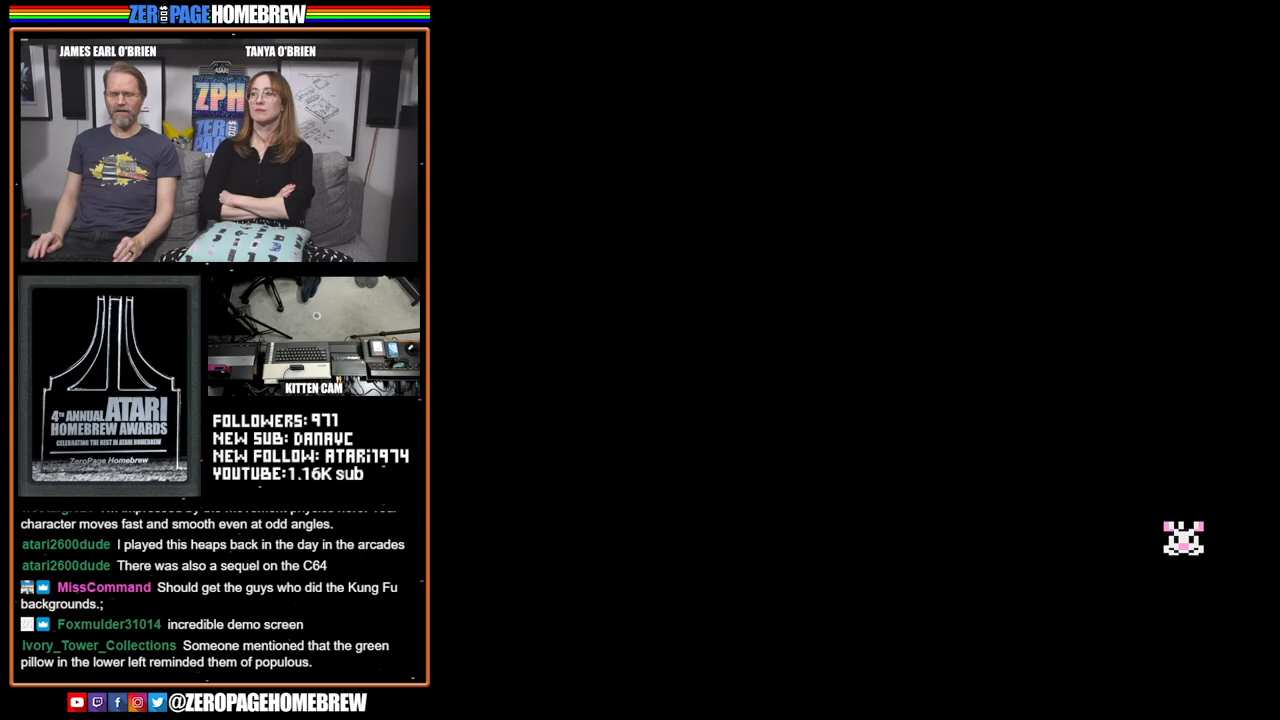 ZEROPAGE HOMEBREW
JAMES EARL O'BRIEN
TANYA O'BRIEN
ATARI
ZPH
ZERO
PAG
4TH ANNUAL ATARI
HOMEBREW AWARDS
CELEBRATING THE BEST IN ATARI HOMEBREW
ZeroPage Homebrew
KITTEN CAM
FOLLOWERS: 971
NEW SUB: DANAYC
NEW FOLLOW: ATARI1974
YOUTUBE: 1.16K sub
character moves fast and smooth even at odd angles.
atari2600dude I played this heaps back in the day in the arcades
atari2600dude There was also a sequel on the C64
MissCommand Should get the guys who did the Kung Fu
backgrounds.;
Foxmulder31014 incredible demo screen
Ivory_Tower_Collections Someone mentioned that the green
pillow in the lower left reminded them of populous.
@ZEROPAGEHOMEBREW